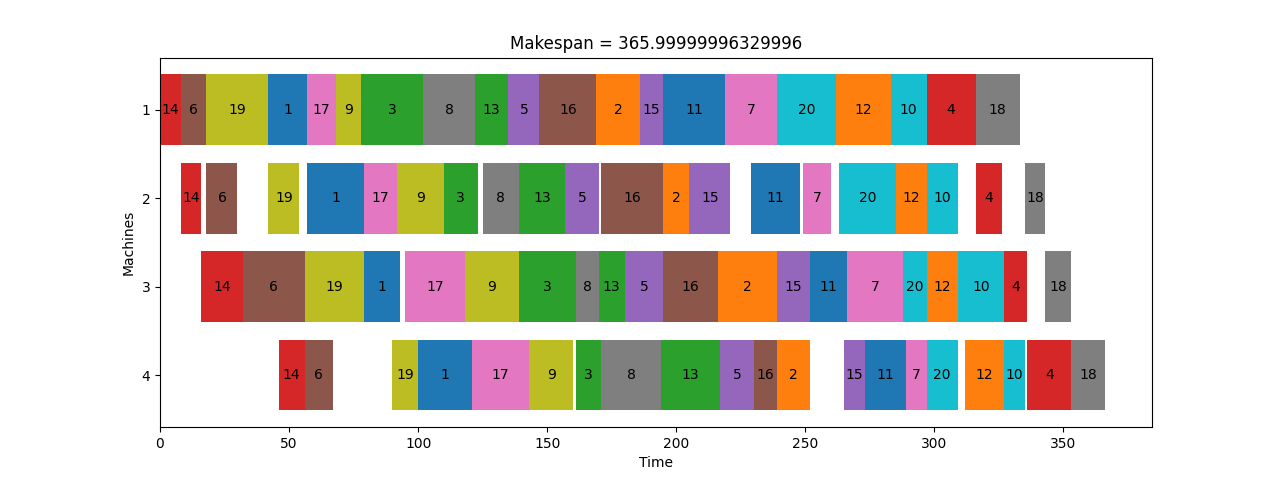 Makespan = 365.99999996329996
1 14 6 19 1 17 9 3 8 13 5 16 2 15 11 7 20 12 10 4 18
2 14 6 19 1 17 9 3 8 13 5 16 2 15 11 7 20 12 10 4 18
Machines
3 14 6 19 1 17 9 3 8 13 5 16 2 15 11 7 20 12 10 4 18
4 14 6 19 1 17 9 3 8 13 5 16 2 15 11 7 20 12 10 4 18
0 50 100 150 200 250 300 350
Time